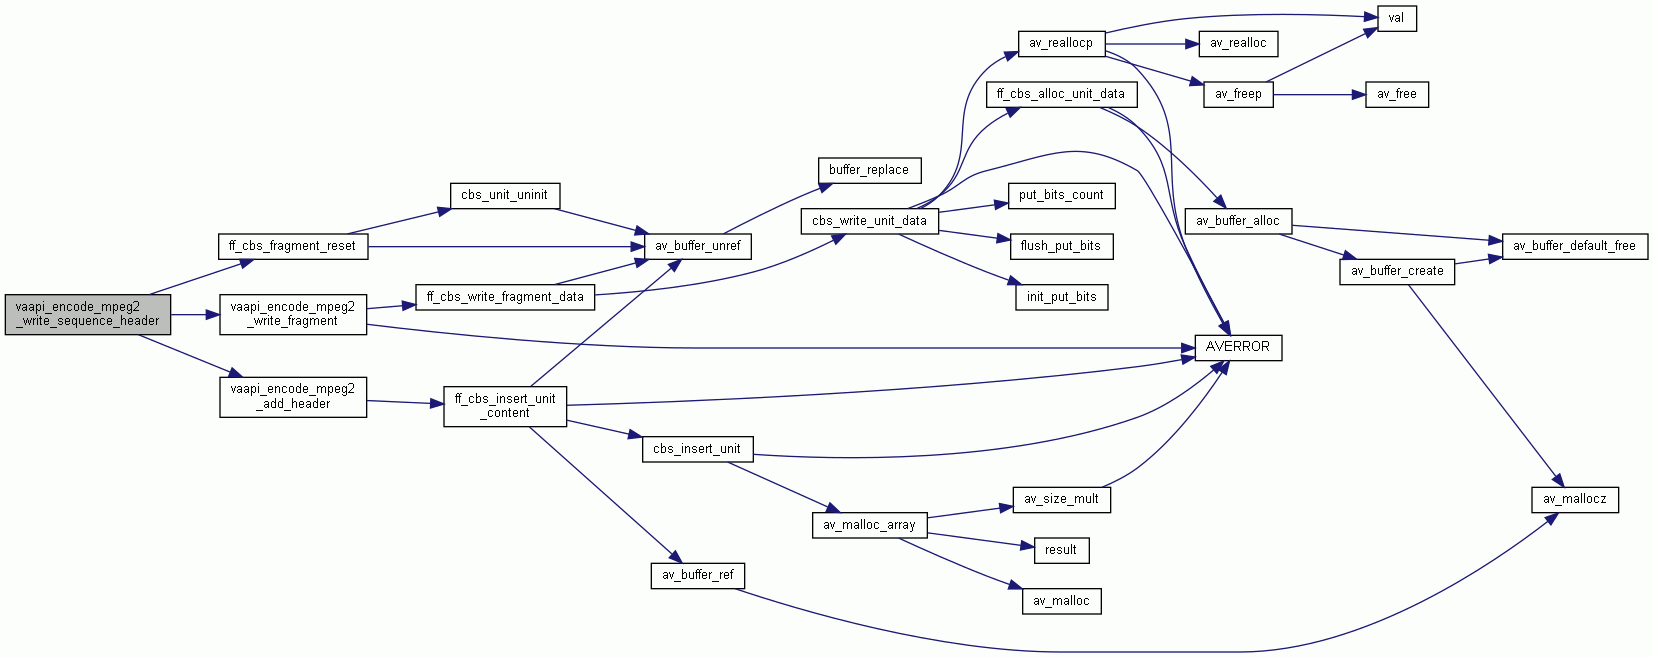 val
av_reallocp
av_realloc
ff_cbs_alloc_unit_data
av_freep
av_free
buffer_replace
cbs_unit_uninit
put_bits_count
cbs_write_unit_data
av_buffer_alloc
ff_cbs_fragment_reset
av_buffer_unref
flush_put_bits
av_buffer_default_free
av_buffer_create
ff_cbs_write_fragment_data
init_put_bits
vaapi_encode_mpeg2
_write_sequence_header
vaapi_encode_mpeg2
_write_fragment
AVERROR
vaapi_encode_mpeg2
_add_header
ff_cbs_insert_unit
_content
cbs_insert_unit
av_size_mult
av_mallocz
av_malloc_array
result
av_buffer_ref
av_malloc